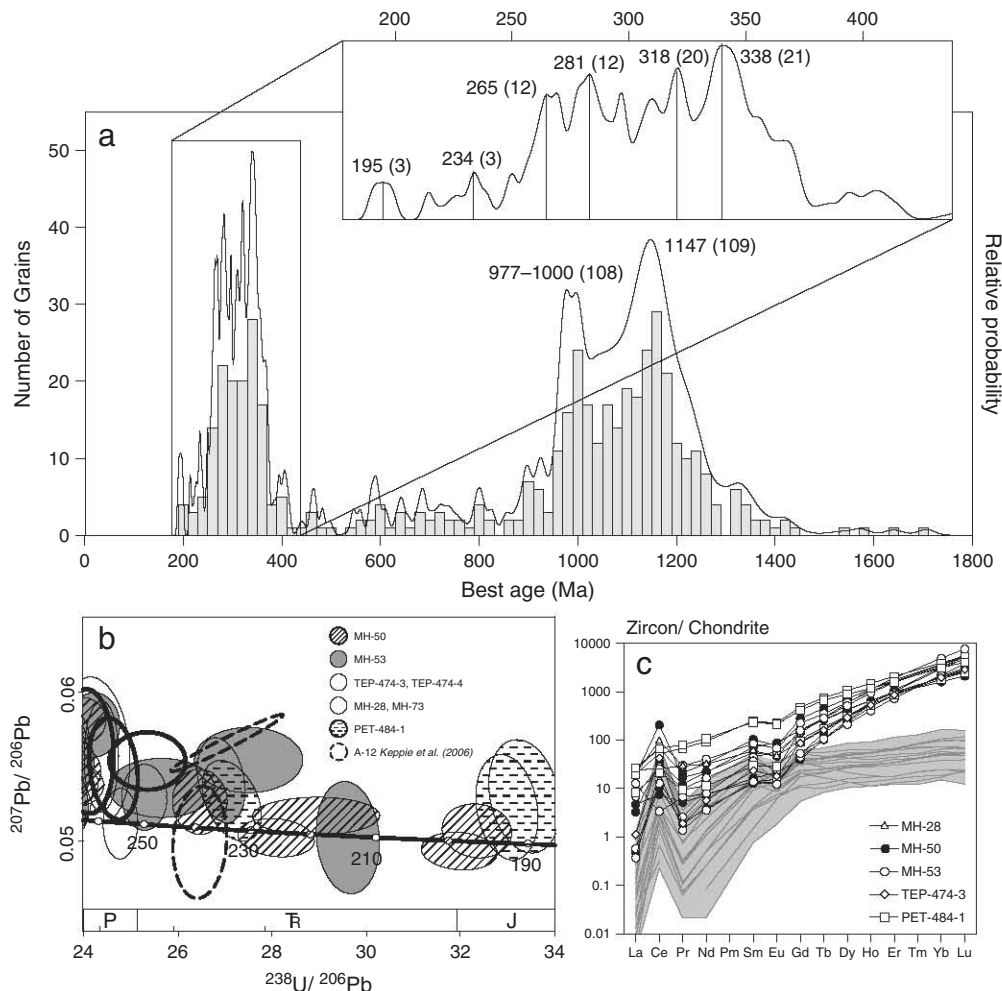 200 250 300 350 400
a
338 (21)
318 (20)
281 (12)
265 (12)
234 (3)
195 (3)
50
40
30
20
10
0
Number of Grains
Relative probability
1147 (109)
977–1000 (108)
0 200 400 600 800 1000 1200 1400 1600 1800
Best age (Ma)
b
MH-50
MH-53
TEP-474-3, TEP-474-4
MH-28, MH-73
PET-484-1
A-12 Keppie et al. (2006)
0.06
0.05
207Pb/ 206Pb
250
230
210
190
P TR J
24 26 28 30 32 34
238U/ 206Pb
Zircon/ Chondrite
c
10000
1000
100
10
1
0.1
0.01
MH-28
MH-50
MH-53
TEP-474-3
PET-484-1
La Ce Pr Nd Pm Sm Eu Gd Tb Dy Ho Er Tm Yb Lu